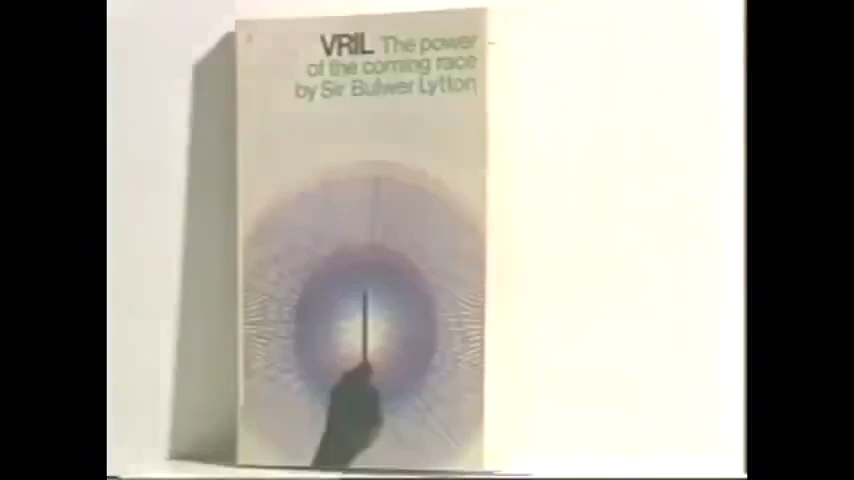 VRIL The power
of the coming race
by Sir Bulwer Lytton